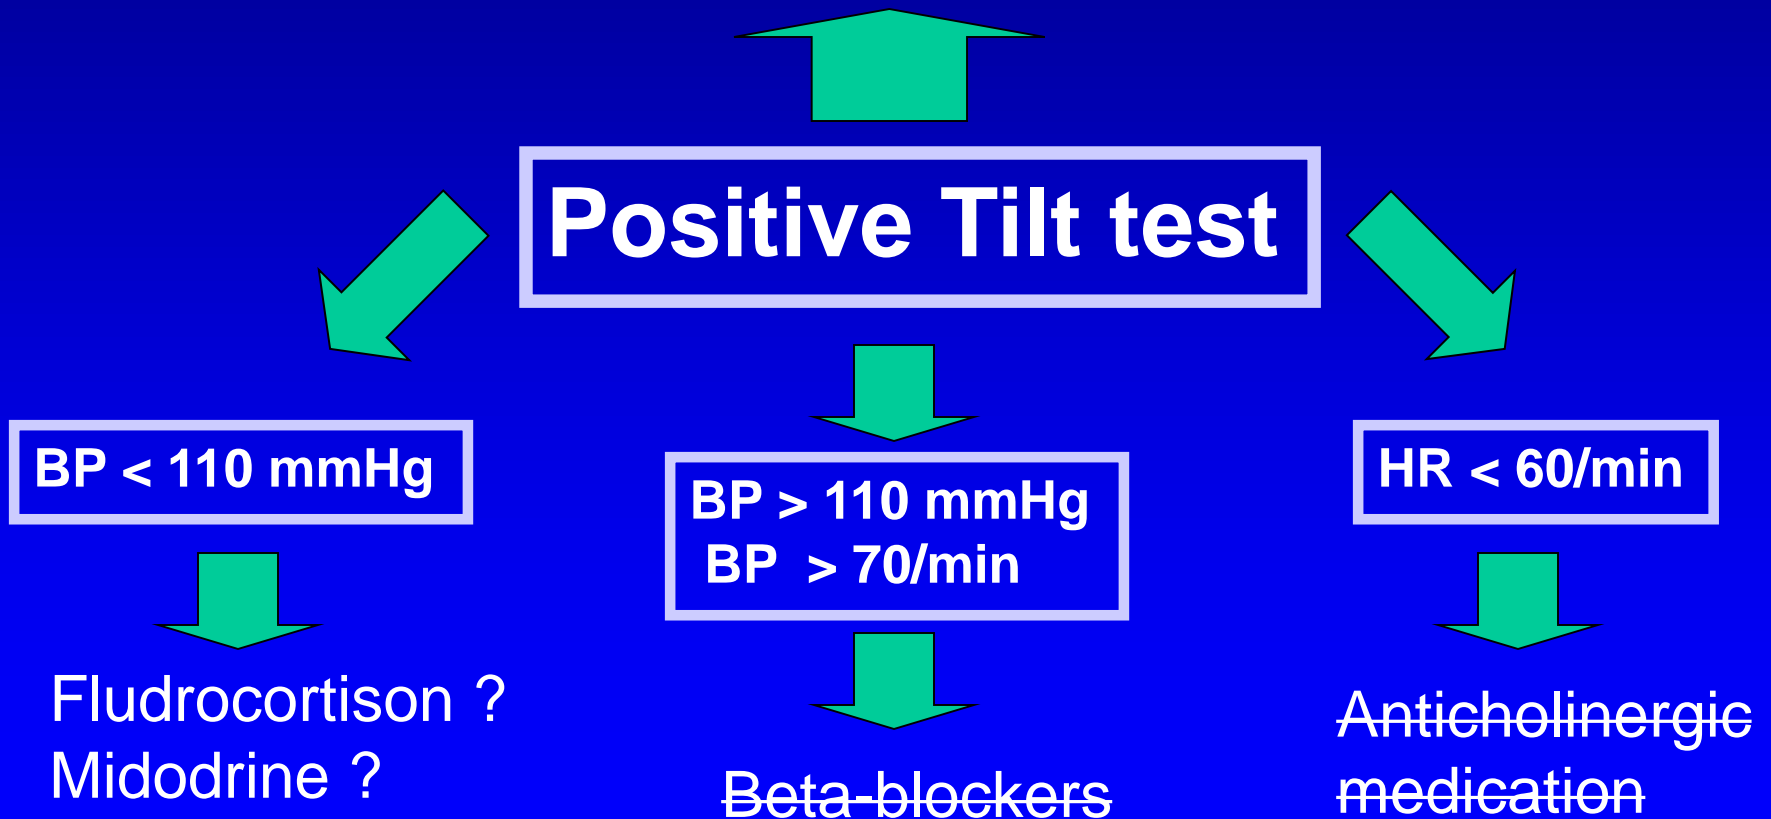 Positive Tilt test
BP < 110 mmHg
BP > 110 mmHg
BP > 70/min
HR < 60/min
Fludrocortison ?
Midodrine ?
Beta-blockers
Anticholinergic
medication